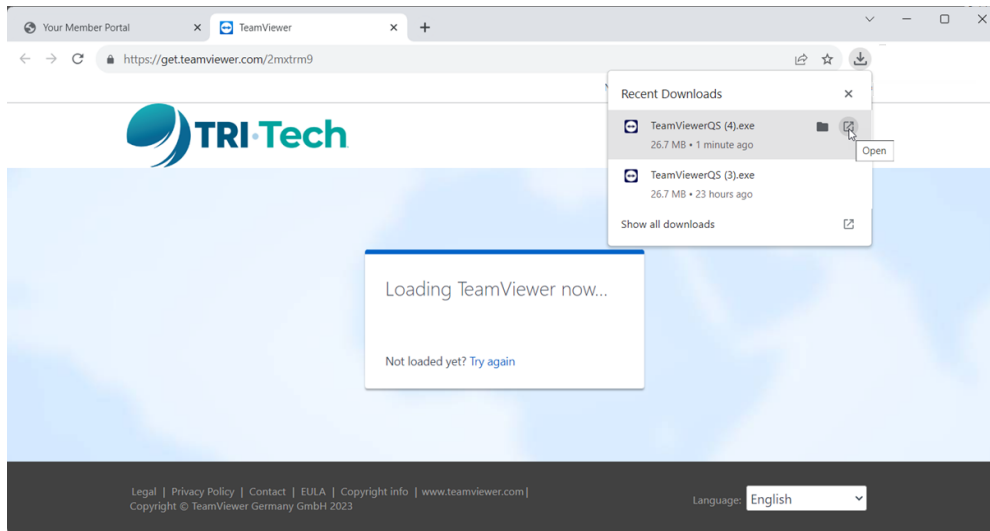 Your Member Portal
TeamViewer
https://get.teamviewer.com/2mxtrm9
Recent Downloads
TeamViewerQS (4).exe
26.7 MB • 1 minute ago
Open
TeamViewerQS (3).exe
26.7 MB • 23 hours ago
Show all downloads
TRI·Tech
Loading TeamViewer now...
Not loaded yet? Try again
Legal | Privacy Policy | Contact | EULA | Copyright info | www.teamviewer.com |
Copyright © TeamViewer Germany GmbH 2023
Language: English